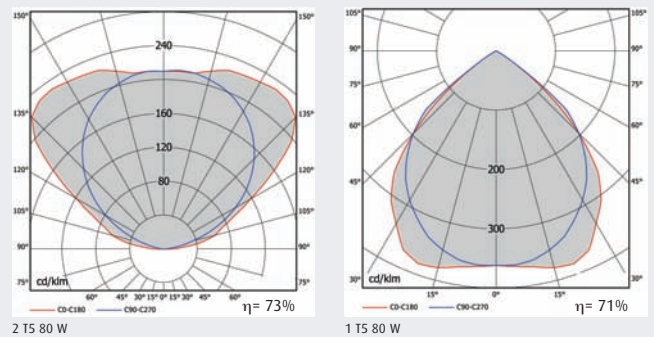 150° 150°
240
135° 135°
160
120° 120
120°
80
105° 105°
90° 90°
cd/klm
75° 75°
60° 45° 30° 15° 0° 15° 30° 45° 60°
C0-C180 C90-C270 η= 73%
2 T5 80 W
105° 105°
90° 90°
75° 75°
60° 60°
200
45° 45°
300
cd/klm
30° 30°
15° 0° 15°
C0-C180 C90-C270 η= 71%
1 T5 80 W